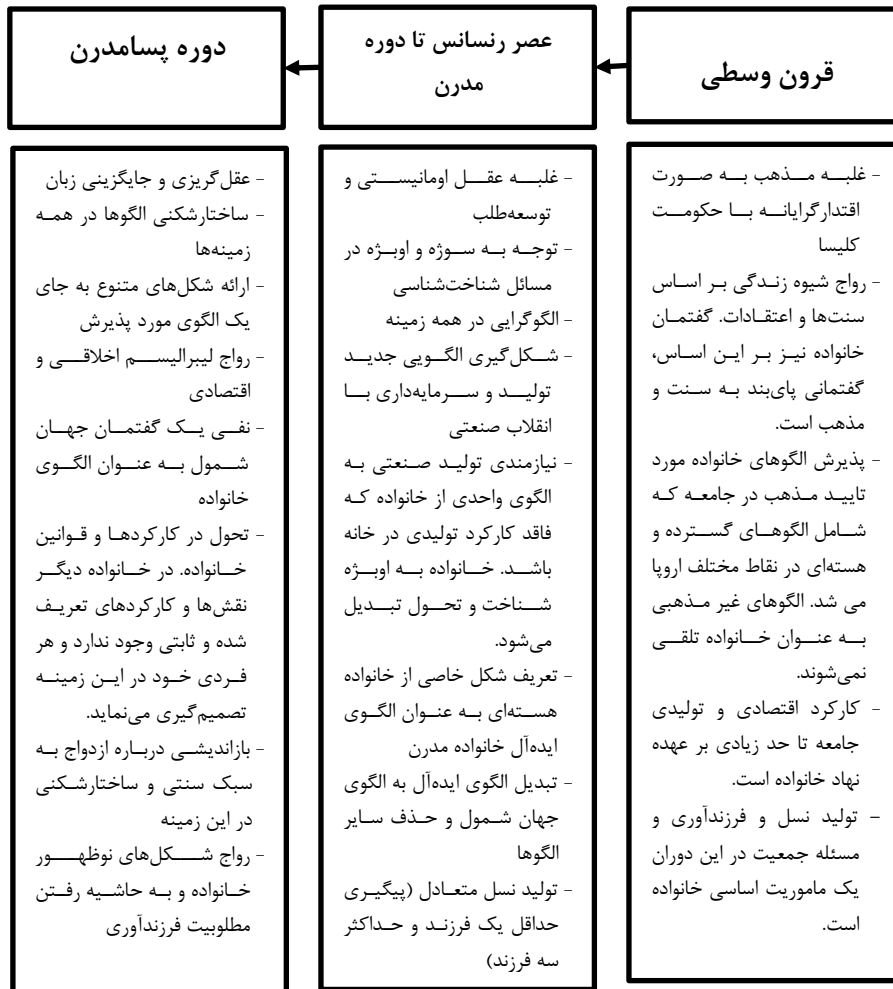 قرون وسطی
عصر رنسانس تا دوره
مدرن
دوره پسامدرن
- غلبه مذهب به صورت
اقتدارگرایانه با حکومت
کلیسا
- رواج شیوه زندگی بر اساس
سنت‌ها و اعتقادات. گفتمان
خانواده نیز بر این اساس،
گفتمانی پای‌بند به سنت و
مذهب است.
- پذیرش الگوهای خانواده مورد
تایید مذهب در جامعه که
شامل الگوهای گسترده و
هسته‌ای در نقاط مختلف اروپا
می شد. الگوهای غیر مذهبی
به عنوان خانواده تلقی
نمی‌شوند.
- کارکرد اقتصادی و تولیدی
جامعه تا حد زیادی بر عهده
نهاد خانواده است.
- تولید نسل و فرزندآوری و
مسئله جمعیت در این دوران
یک ماموریت اساسی خانواده
است.
- غلبه عقل اومانیستی و
توسعه‌طلب
- توجه به سوژه و اوبژه در
مسائل شناخت‌شناسی
- الگوگرایی در همه زمینه
- شکل‌گیری الگویی جدید
تولید و سرمایه‌داری با
انقلاب صنعتی
- نیازمندی تولید صنعتی به
الگوی واحدی از خانواده که
فاقد کارکرد تولیدی در خانه
باشد. خانواده به اوبژه
شناخت و تحول تبدیل
می‌شود.
- تعریف شکل خاصی از خانواده
هسته‌ای به عنوان الگوی
ایده‌آل خانواده مدرن
- تبدیل الگوی ایده‌آل به الگوی
جهان شمول و حذف سایر
الگوها
- تولید نسل متعادل (پیگیری
حداقل یک فرزند و حداکثر
سه فرزند)
- عقل‌گریزی و جایگزینی زبان
- ساختارشکنی الگوها در همه
زمینه‌ها
- ارائه شکل‌های متنوع به جای
یک الگوی مورد پذیرش
- رواج لیبرالیسم اخلاقی و
اقتصادی
- نفی یک گفتمان جهان
شمول به عنوان الگوی
خانواده
- تحول در کارکردها و قوانین
خانواده. در خانواده دیگر
نقش‌ها و کارکردهای تعریف
شده و ثابتی وجود ندارد و هر
فردی خود در این زمینه
تصمیم‌گیری می‌نماید.
- بازاندیشی درباره ازدواج به
سبک سنتی و ساختارشکنی
در این زمینه
- رواج شکل‌های نوظهور
خانواده و به حاشیه رفتن
مطلوبیت فرزندآوری